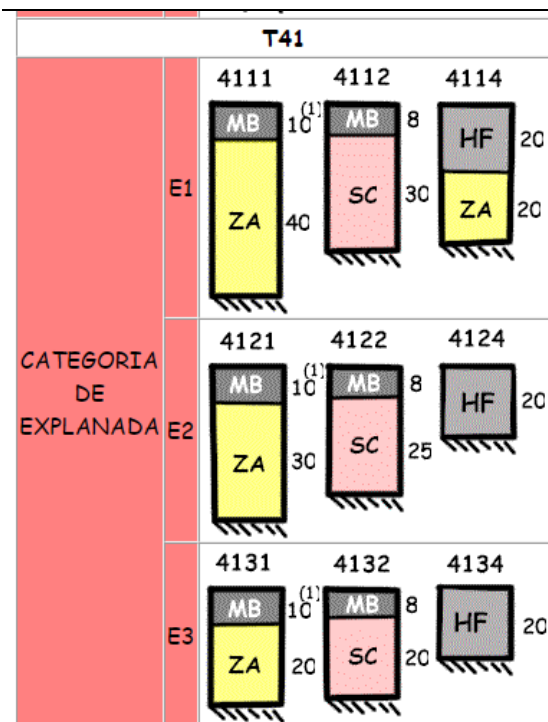 T41
4111 4112 4114
MB 10 (1) MB 8 HF 20
E1
ZA 40 SC 30 ZA 20
4121 4122 4124
MB 10 (1) MB 8 HF 20
CATEGORIA
DE
EXPLANADA
E2
ZA 30 SC 25
4131 4132 4134
MB 10 (1) MB 8 HF 20
E3
ZA 20 SC 20